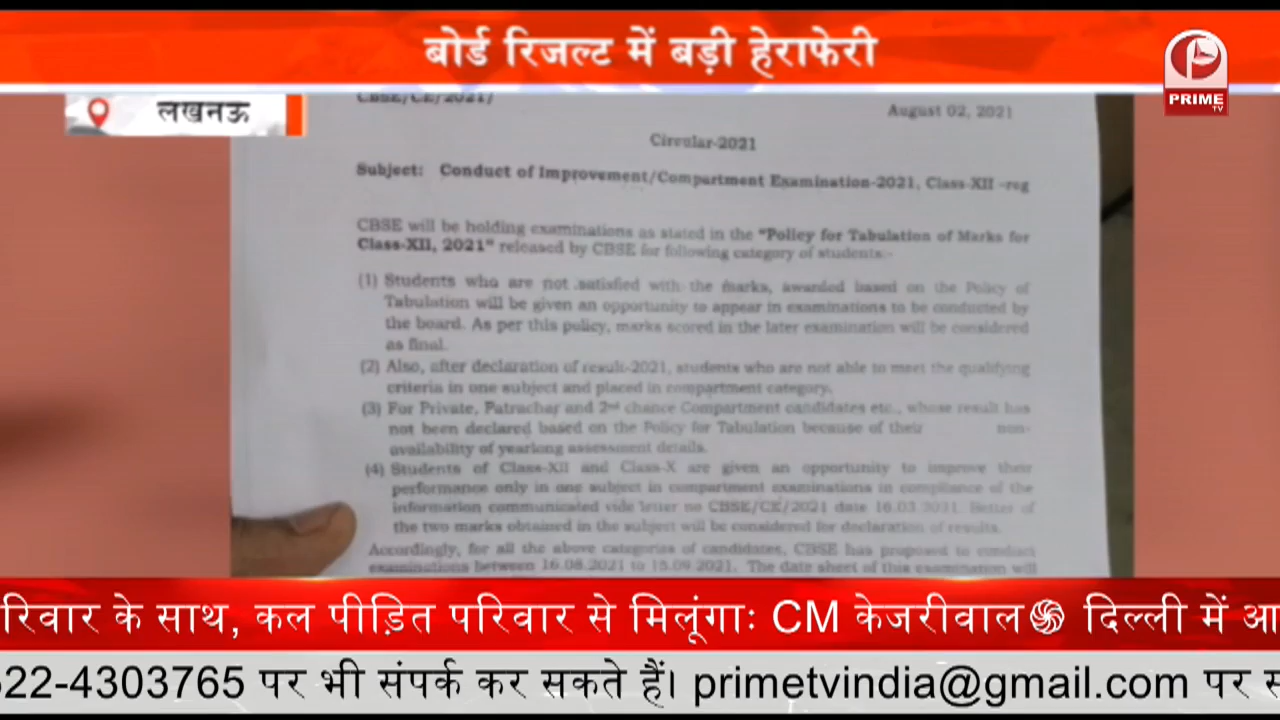 बोर्ड रिजल्ट में बड़ी हेराफेरी
PRIME
TV
लखनऊ
CBSE/CE/2021/
August 02, 2021
Circular-2021
Subject: Conduct of Improvement/Compartment Examination-2021, Class-XII -reg
CBSE will be holding examinations as stated in the "Policy for Tabulation of Marks for
Class-XII, 2021" released by CBSE for following category of students:-
(1) Students who are not satisfied with the marks, awarded based on the Policy of
Tabulation will be given an opportunity to appear in examinations to be conducted by
the board. As per this policy, marks scored in the later examination will be considered
as final.
(2) Also, after declaration of result-2021, students who are not able to meet the qualifying
criteria in one subject and placed in compartment category.
(3) For Private, Patrachar and 2nd chance Compartment candidates etc., whose result has
not been declared based on the Policy for Tabulation because of their non-
availability of yearlong assessment details.
(4) Students of Class-XII and Class-X are given an opportunity to improve their
performance only in one subject in compartment examinations in compliance of the
information communicated vide letter no CBSE/CE/2021 date 16.03.2021. Better of
the two marks obtained in the subject will be considered for declaration of results.
Accordingly, for all the above categories of candidates, CBSE has proposed to conduct
examinations between 16.08.2021 to 15.09.2021. The date sheet of this examination will
रिवार के साथ, कल पीड़ित परिवार से मिलूंगाः CM केजरीवाल दिल्ली में आ
522-4303765 पर भी संपर्क कर सकते हैं। primetvindia@gmail.com पर स